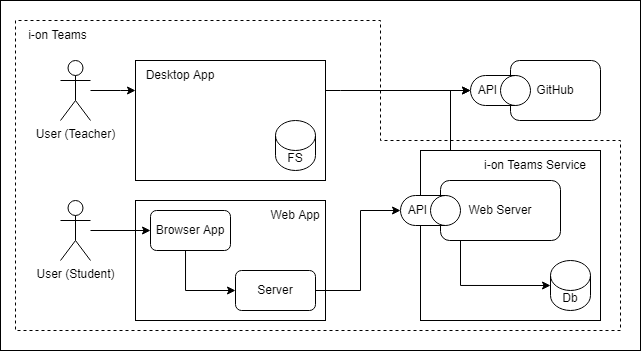 i-on Teams
Desktop App
API
GitHub
User (Teacher)
FS
i-on Teams Service
Web App
API
Web Server
Browser App
User (Student)
Server
Db